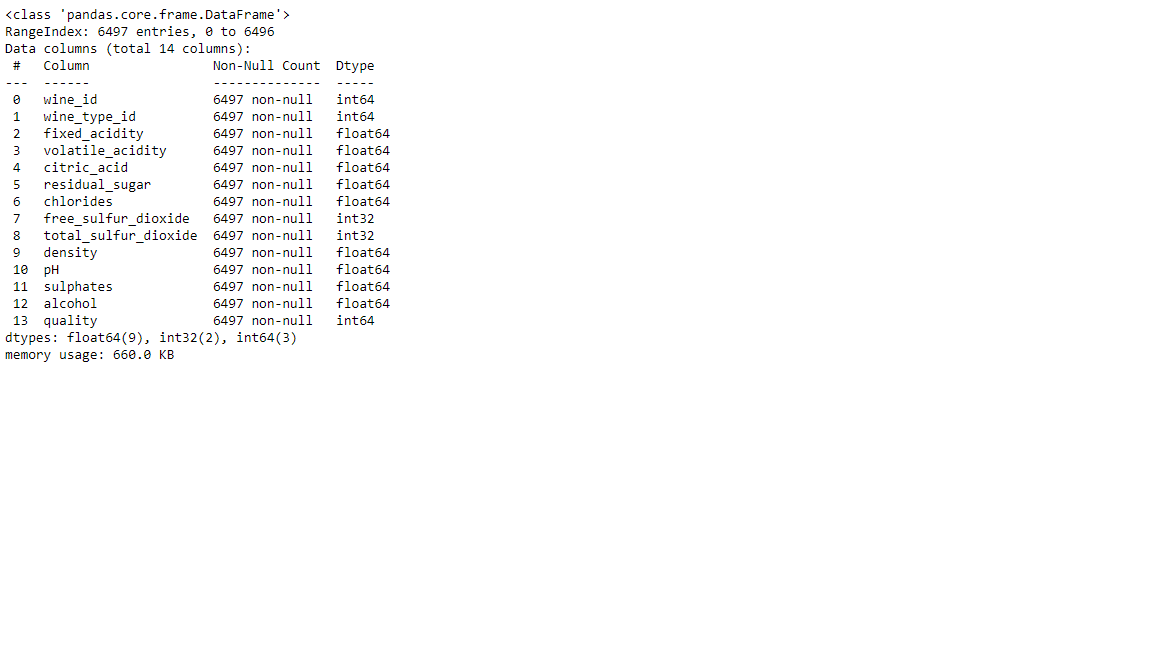 <class 'pandas.core.frame.DataFrame'>
RangeIndex: 6497 entries, 0 to 6496
Data columns (total 14 columns):
 #   Column                Non-Null Count  Dtype
---  ------                --------------  -----
 0   wine_id               6497 non-null   int64
 1   wine_type_id          6497 non-null   int64
 2   fixed_acidity         6497 non-null   float64
 3   volatile_acidity      6497 non-null   float64
 4   citric_acid           6497 non-null   float64
 5   residual_sugar        6497 non-null   float64
 6   chlorides             6497 non-null   float64
 7   free_sulfur_dioxide   6497 non-null   int32
 8   total_sulfur_dioxide  6497 non-null   int32
 9   density               6497 non-null   float64
 10  pH                    6497 non-null   float64
 11  sulphates             6497 non-null   float64
 12  alcohol               6497 non-null   float64
 13  quality               6497 non-null   int64
dtypes: float64(9), int32(2), int64(3)
memory usage: 660.0 KB